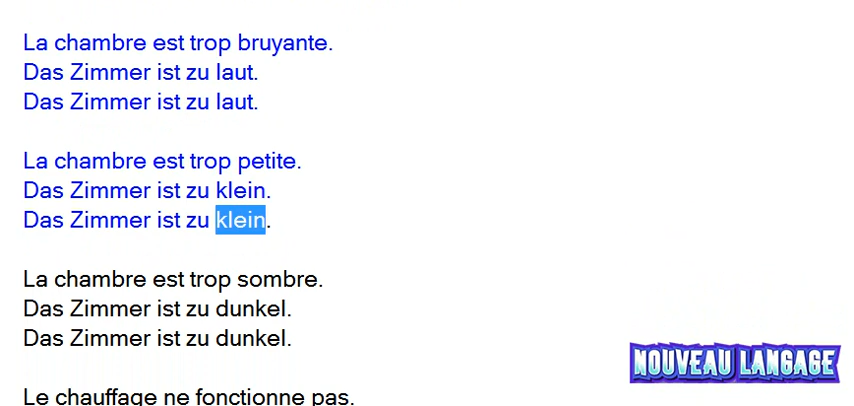 La chambre est trop bruyante.
Das Zimmer ist zu laut.
Das Zimmer ist zu laut.
La chambre est trop petite.
Das Zimmer ist zu klein.
Das Zimmer ist zu klein.
La chambre est trop sombre.
Das Zimmer ist zu dunkel.
Das Zimmer ist zu dunkel.
NOUVEAU LANGAGE
Le chauffage ne fonctionne pas.